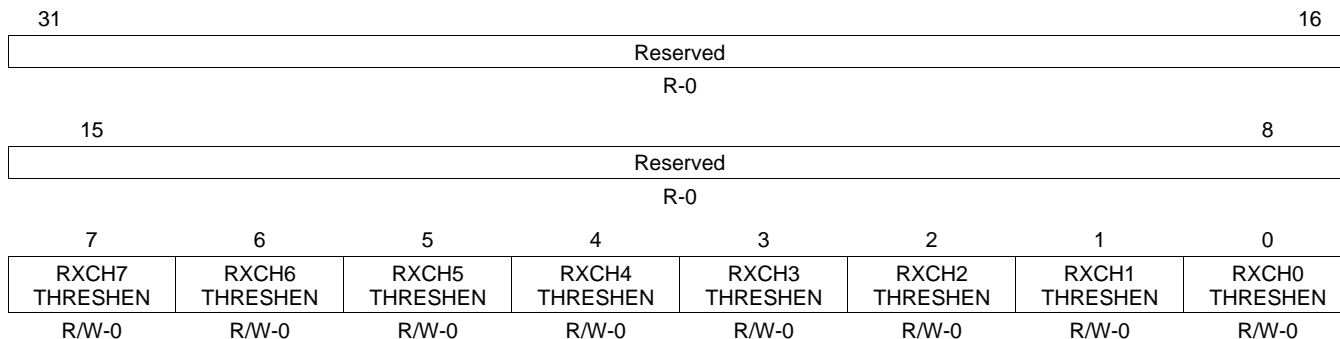 31 16
Reserved
R-0
15 8
Reserved
R-0
7 6 5 4 3 2 1 0
RXCH7 RXCH6 RXCH5 RXCH4 RXCH3 RXCH2 RXCH1 RXCH0
THRESHEN THRESHEN THRESHEN THRESHEN THRESHEN THRESHEN THRESHEN THRESHEN
R/W-0 R/W-0 R/W-0 R/W-0 R/W-0 R/W-0 R/W-0 R/W-0